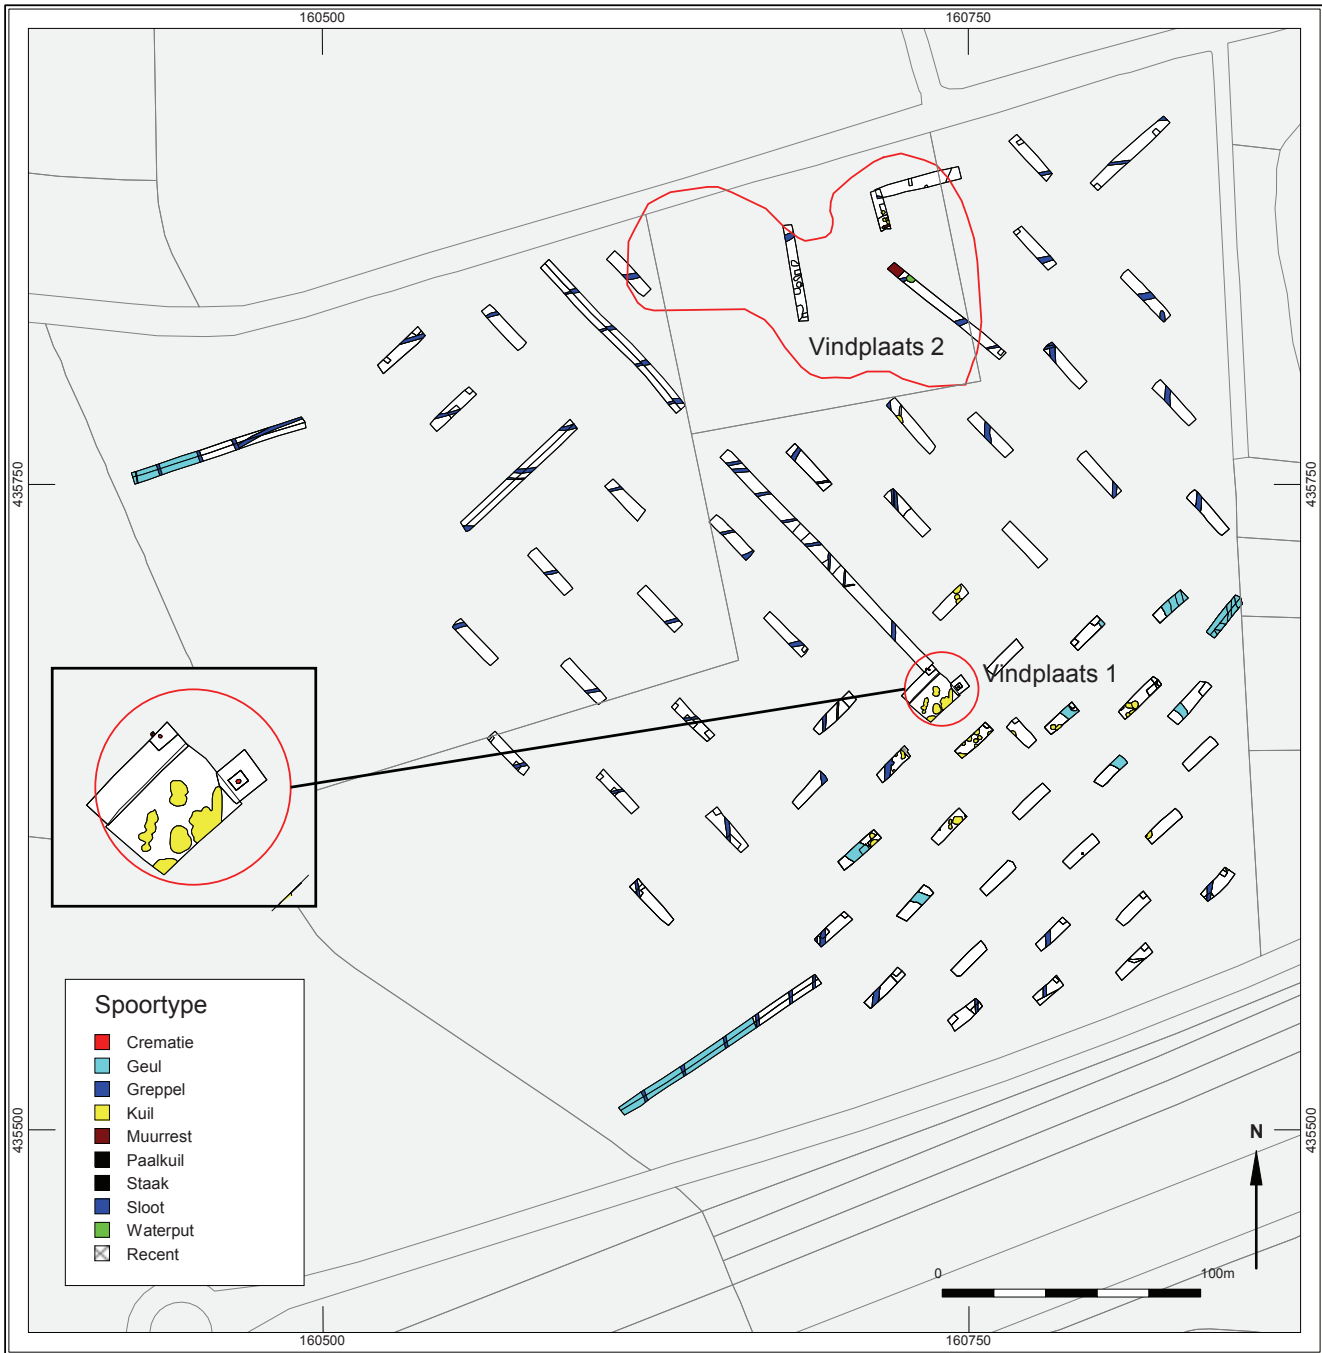 160500
160750
435750
435750
Vindplaats 2
Vindplaats 1
Spoortype
Crematie
Geul
Greppel
Kuil
Muurrest
Paalkuil
Staak
Sloot
Waterput
Recent
435500
435500
N
0
100m
160500
160750